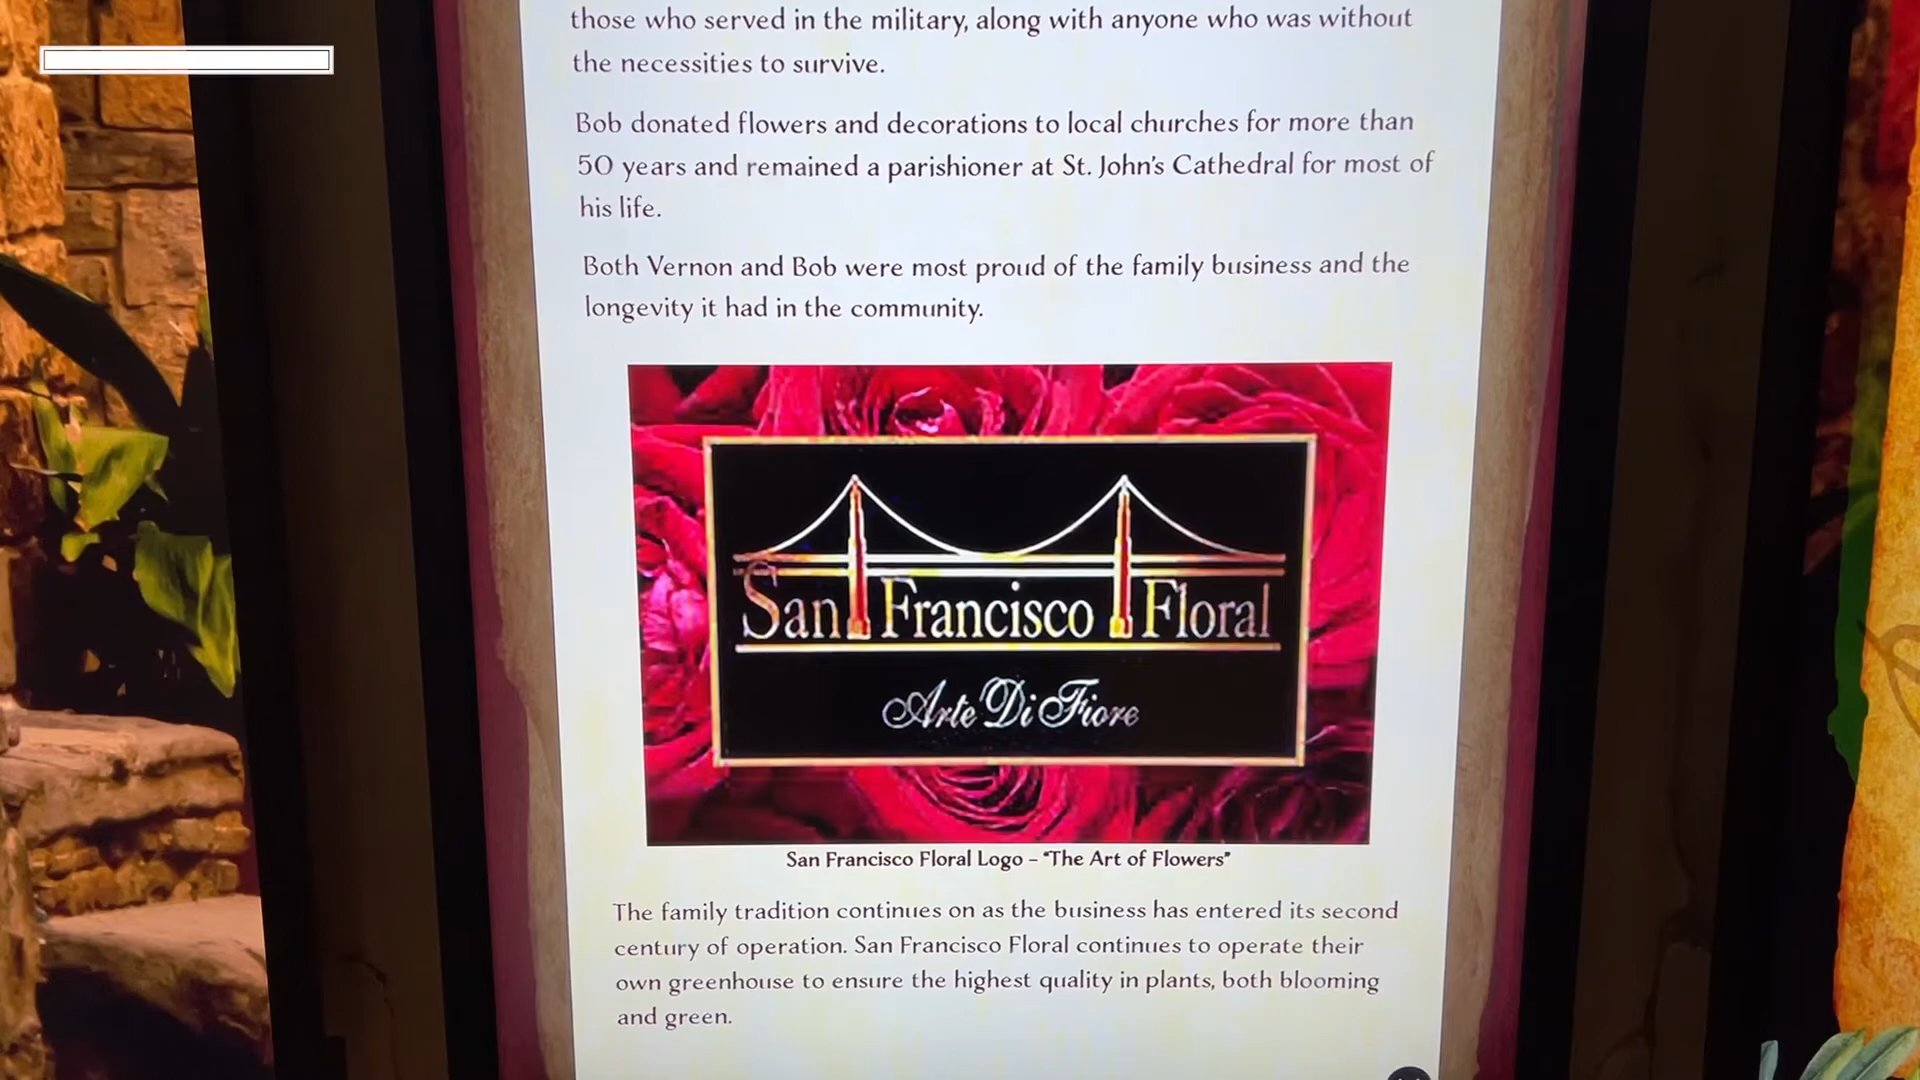 those who served in the military, along with anyone who was without
the necessities to survive.
Bob donated flowers and decorations to local churches for more than
50 years and remained a parishioner at St. John's Cathedral for most of
his life.
Both Vernon and Bob were most proud of the family business and the
longevity it had in the community.
San Francisco Floral
Arte Di Fiore
San Francisco Floral Logo – "The Art of Flowers"
The family tradition continues on as the business has entered its second
century of operation. San Francisco Floral continues to operate their
own greenhouse to ensure the highest quality in plants, both blooming
and green.